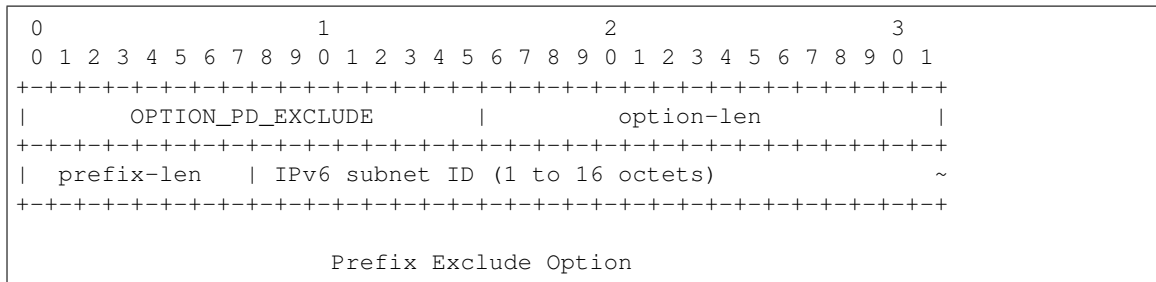 0                   1                   2                   3
 0 1 2 3 4 5 6 7 8 9 0 1 2 3 4 5 6 7 8 9 0 1 2 3 4 5 6 7 8 9 0 1
+-+-+-+-+-+-+-+-+-+-+-+-+-+-+-+-+-+-+-+-+-+-+-+-+-+-+-+-+-+-+-+-+
|       OPTION_PD_EXCLUDE       |         option-len            |
+-+-+-+-+-+-+-+-+-+-+-+-+-+-+-+-+-+-+-+-+-+-+-+-+-+-+-+-+-+-+-+-+
|  prefix-len   | IPv6 subnet ID (1 to 16 octets)               ~
+-+-+-+-+-+-+-+-+-+-+-+-+-+-+-+-+-+-+-+-+-+-+-+-+-+-+-+-+-+-+-+-+
Prefix Exclude Option